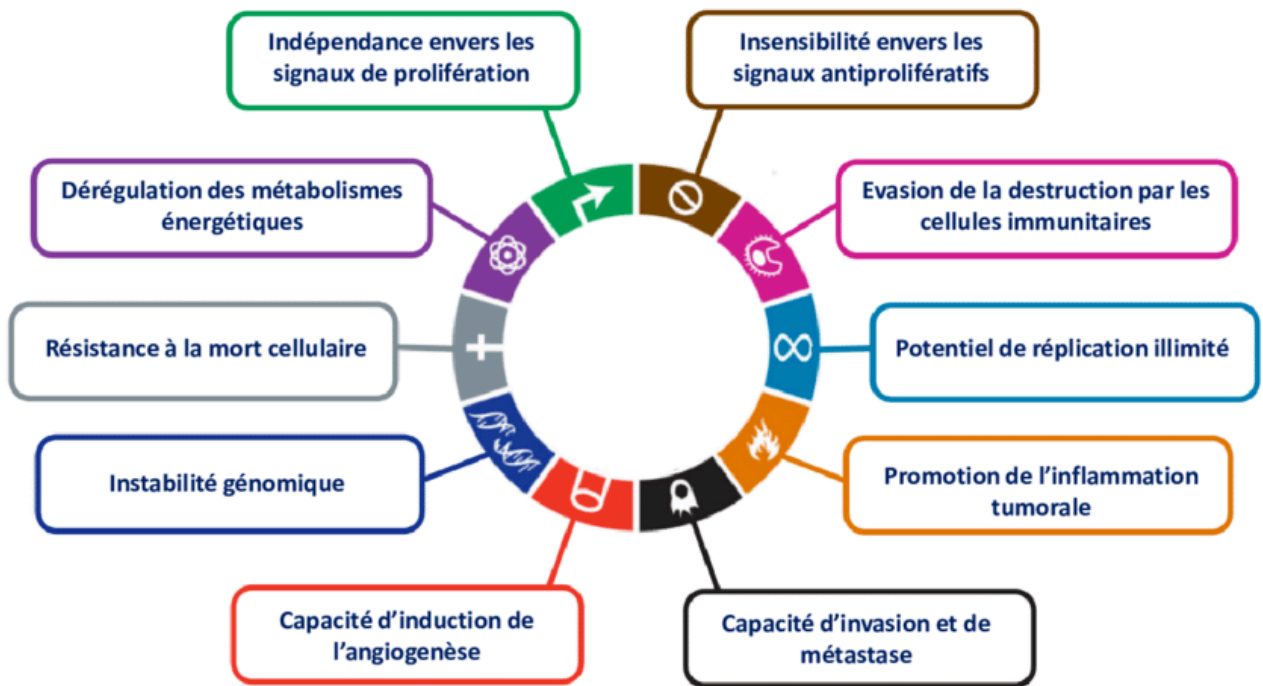 Indépendance envers les
signaux de prolifération
Insensibilité envers les
signaux antiprolifératifs
Dérégulation des métabolismes
énergétiques
Evasion de la destruction par les
cellules immunitaires
Résistance à la mort cellulaire
Potentiel de réplication illimité
Instabilité génomique
Promotion de l’inflammation
tumorale
Capacité d’induction de
l’angiogenèse
Capacité d’invasion et de
métastase